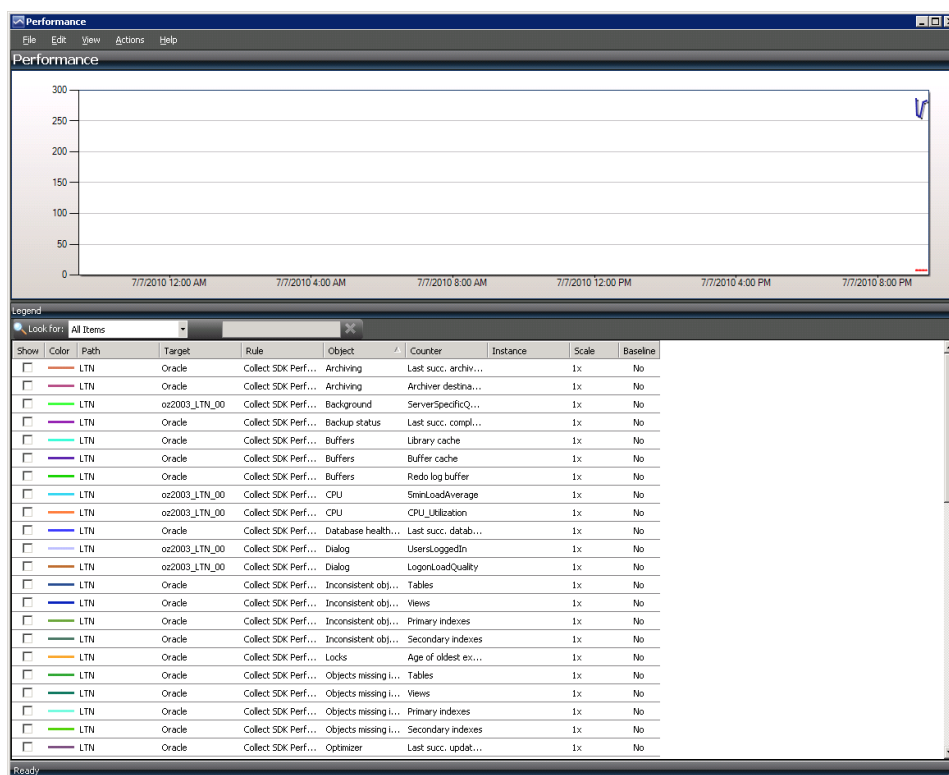 Performance
File Edit View Actions Help
Performance
300
250
200
150
100
50
0
7/7/2010 12:00 AM 7/7/2010 4:00 AM 7/7/2010 8:00 AM 7/7/2010 12:00 PM 7/7/2010 4:00 PM 7/7/2010 8:00 PM
Legend
Look for: All Items
Show Color Path Target Rule Object Counter Instance Scale Baseline
LTN Oracle Collect SDK Perf... Archiving Last succ. archiv... 1x No
LTN Oracle Collect SDK Perf... Archiving Archiver destina... 1x No
LTN oz2003_LTN_00 Collect SDK Perf... Background ServerSpecificQ... 1x No
LTN Oracle Collect SDK Perf... Backup status Last succ. compl... 1x No
LTN Oracle Collect SDK Perf... Buffers Library cache 1x No
LTN Oracle Collect SDK Perf... Buffers Buffer cache 1x No
LTN Oracle Collect SDK Perf... Buffers Redo log buffer 1x No
LTN oz2003_LTN_00 Collect SDK Perf... CPU 5minLoadAverage 1x No
LTN oz2003_LTN_00 Collect SDK Perf... CPU CPU_Utilization 1x No
LTN Oracle Collect SDK Perf... Database health... Last succ. datab... 1x No
LTN oz2003_LTN_00 Collect SDK Perf... Dialog UsersLoggedIn 1x No
LTN oz2003_LTN_00 Collect SDK Perf... Dialog LogonLoadQuality 1x No
LTN Oracle Collect SDK Perf... Inconsistent obj... Tables 1x No
LTN Oracle Collect SDK Perf... Inconsistent obj... Views 1x No
LTN Oracle Collect SDK Perf... Inconsistent obj... Primary indexes 1x No
LTN Oracle Collect SDK Perf... Inconsistent obj... Secondary indexes 1x No
LTN Oracle Collect SDK Perf... Locks Age of oldest ex... 1x No
LTN Oracle Collect SDK Perf... Objects missing i... Tables 1x No
LTN Oracle Collect SDK Perf... Objects missing i... Views 1x No
LTN Oracle Collect SDK Perf... Objects missing i... Primary indexes 1x No
LTN Oracle Collect SDK Perf... Objects missing i... Secondary indexes 1x No
LTN Oracle Collect SDK Perf... Optimizer Last succ. updat... 1x No
Ready